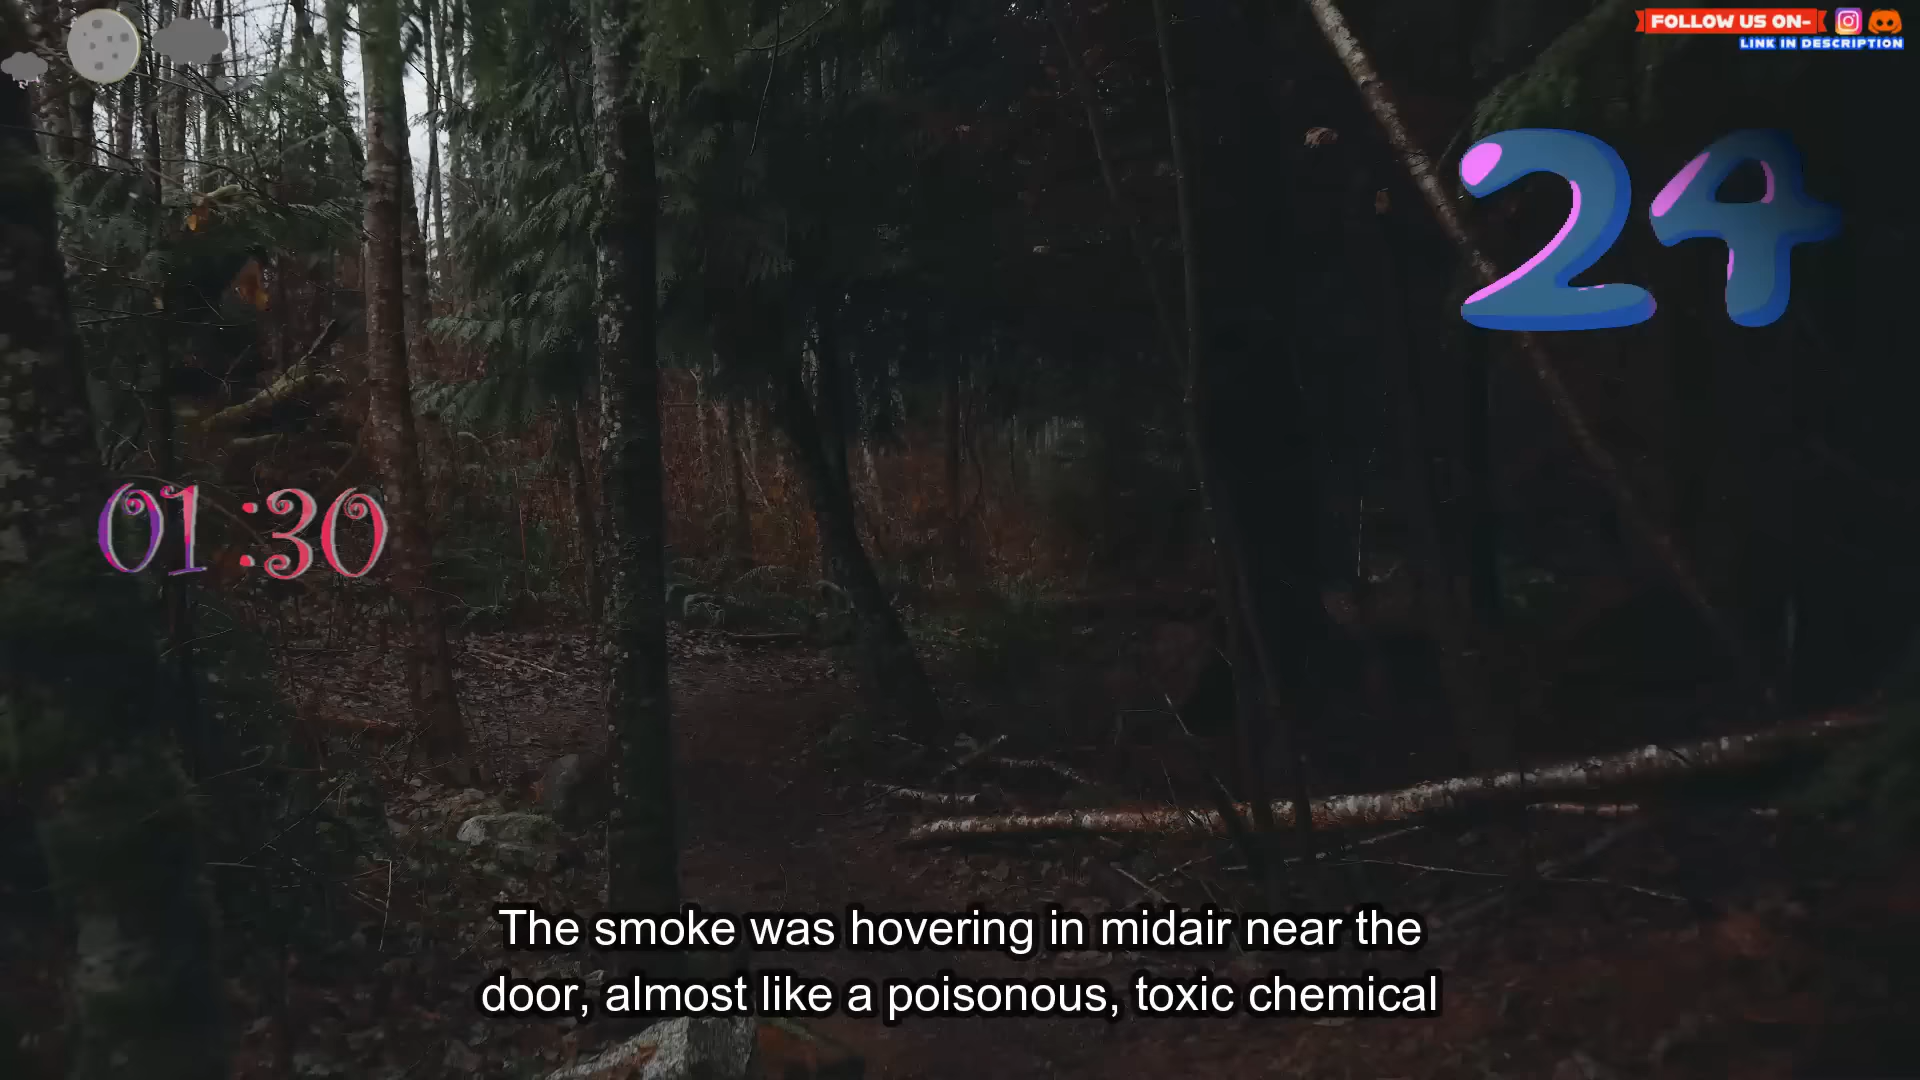 FOLLOW US ON-
LINK IN DESCRIPTION
24
01:30
The smoke was hovering in midair near the
door, almost like a poisonous, toxic chemical